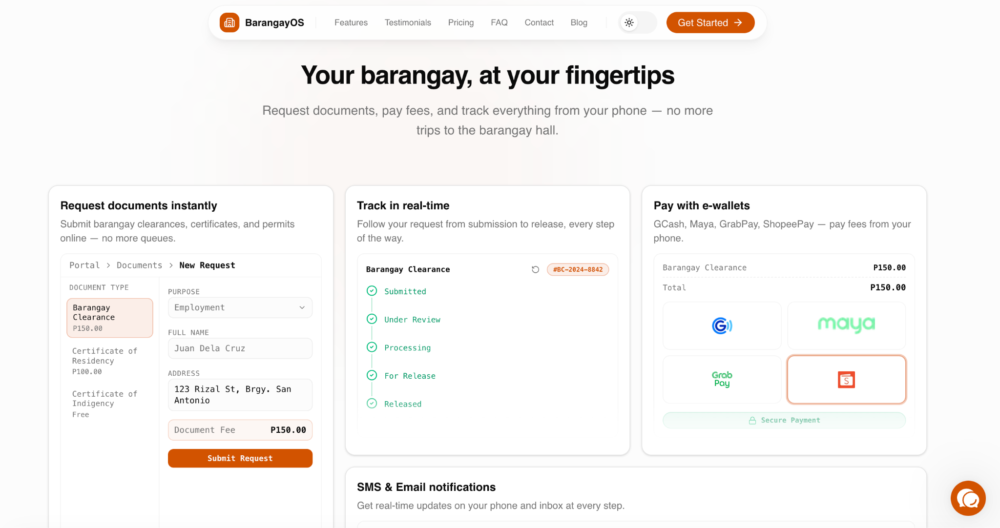 BarangayOS
Features
Testimonials
Pricing
FAQ
Contact
Blog
Get Started
Your barangay, at your fingertips
Request documents, pay fees, and track everything from your phone — no more
trips to the barangay hall.
Request documents instantly
Submit barangay clearances, certificates, and permits
online — no more queues.
Portal > Documents > New Request
DOCUMENT TYPE
Barangay
Clearance
P150.00
Certificate of
Residency
P100.00
Certificate of
Indigency
Free
PURPOSE
Employment
FULL NAME
Juan Dela Cruz
ADDRESS
123 Rizal St, Brgy. San
Antonio
Document Fee P150.00
Submit Request
Track in real-time
Follow your request from submission to release, every step
of the way.
Barangay Clearance #BC-2024-8842
Submitted
Under Review
Processing
For Release
Released
Pay with e-wallets
GCash, Maya, GrabPay, ShopeePay — pay fees from your
phone.
Barangay Clearance P150.00
Total P150.00
G
maya
Grab
Pay
S
Secure Payment
SMS & Email notifications
Get real-time updates on your phone and inbox at every step.